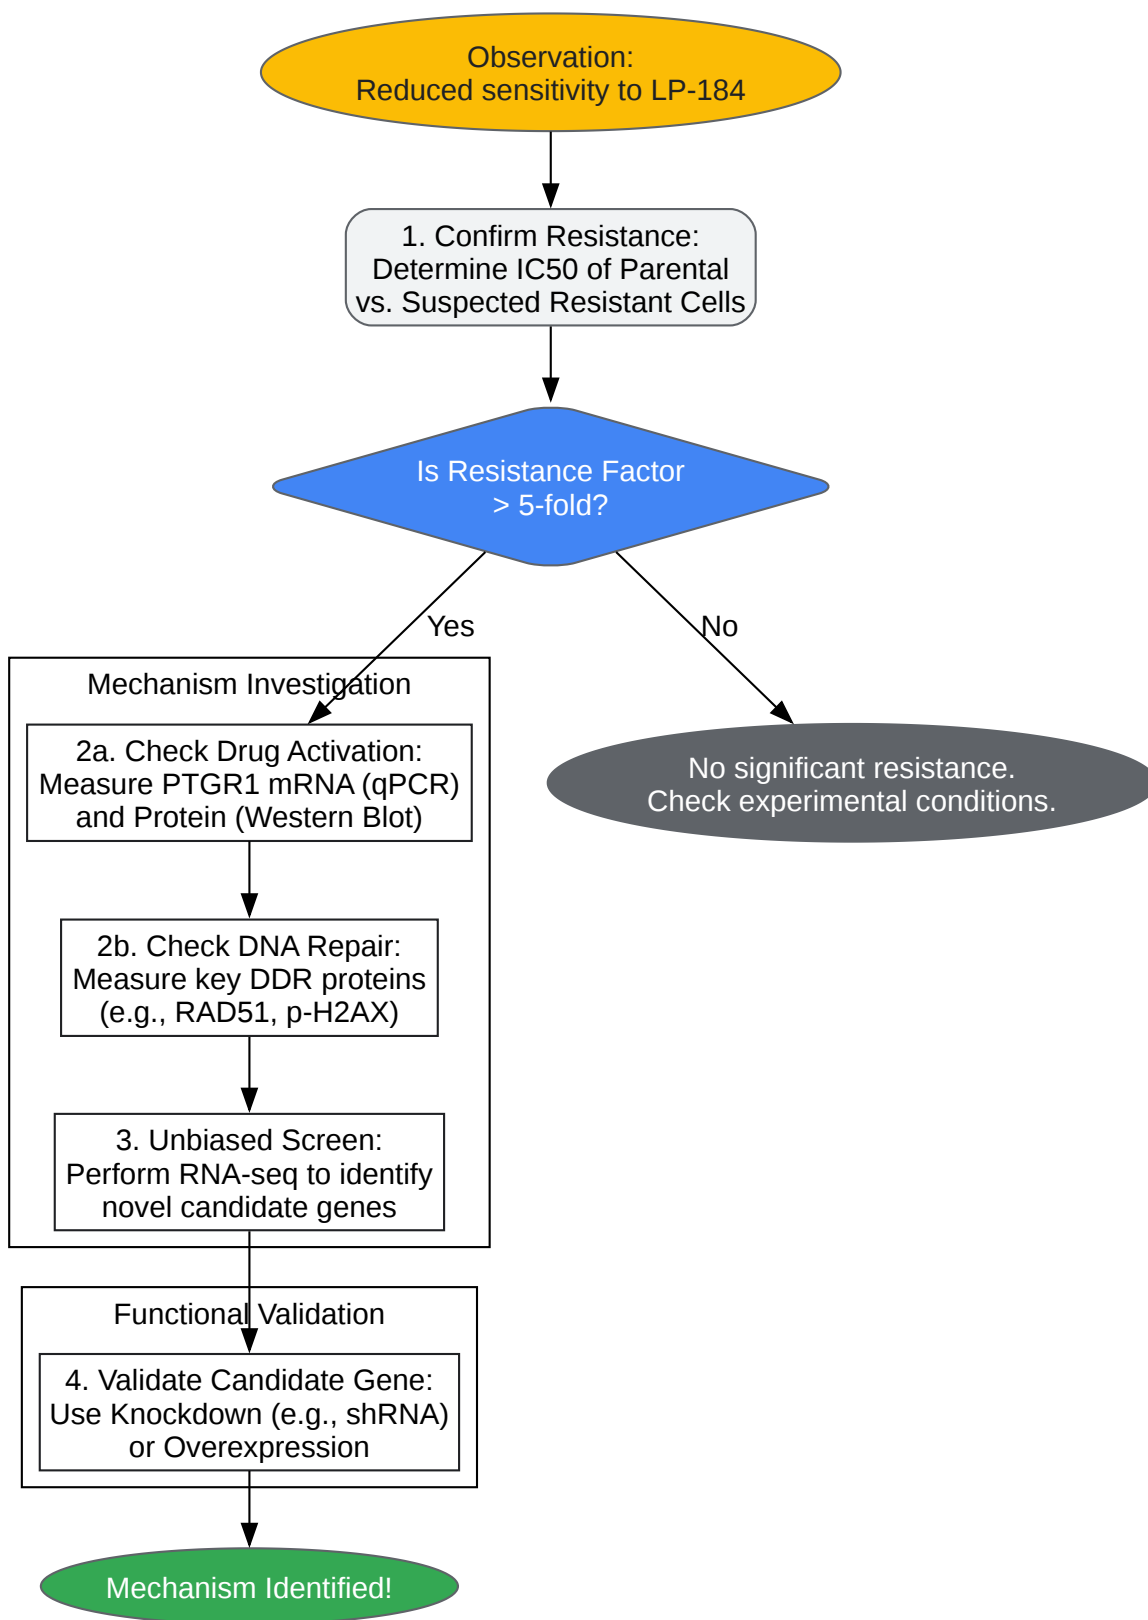 Observation:
Reduced sensitivity to LP-184
1. Confirm Resistance:
Determine IC50 of Parental
vs. Suspected Resistant Cells
Is Resistance Factor
> 5-fold?
Yes
No
Mechanism Investigation
2a. Check Drug Activation:
Measure PTGR1 mRNA (qPCR)
and Protein (Western Blot)
No significant resistance.
Check experimental conditions.
2b. Check DNA Repair:
Measure key DDR proteins
(e.g., RAD51, p-H2AX)
3. Unbiased Screen:
Perform RNA-seq to identify
novel candidate genes
Functional Validation
4. Validate Candidate Gene:
Use Knockdown (e.g., shRNA)
or Overexpression
Mechanism Identified!